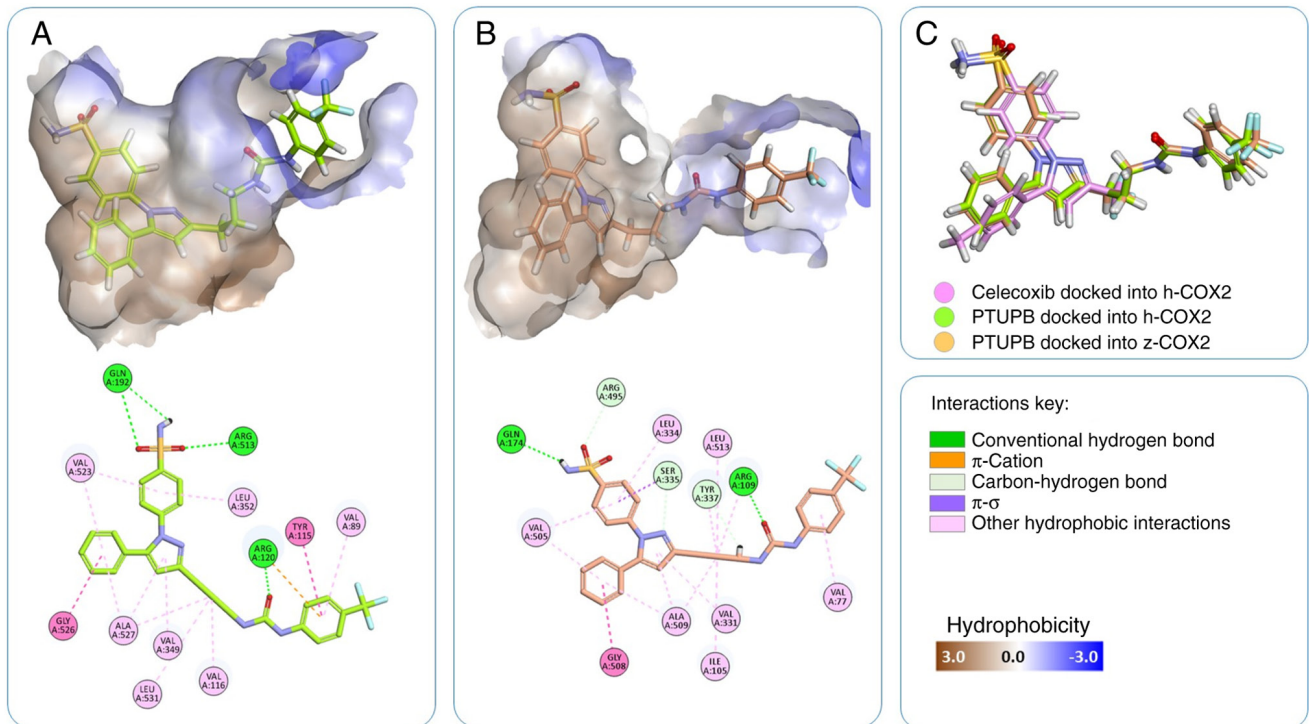 A
GLN
A:192
ARG
A:513
VAL
A:523
LEU
A:352
TYR
A:115
VAL
A:89
ARG
A:120
GLY
A:526
ALA
A:527
VAL
A:349
VAL
A:116
LEU
A:531
B
ARG
A:495
GLN
A:174
LEU
A:334
LEU
A:513
SER
A:335
TYR
A:337
ARG
A:109
VAL
A:505
VAL
A:77
ALA
A:509
VAL
A:331
GLY
A:508
ILE
A:105
C
Celecoxib docked into h-COX2
PTUPB docked into h-COX2
PTUPB docked into z-COX2
Interactions key:
Conventional hydrogen bond
π-Cation
Carbon-hydrogen bond
π-σ
Other hydrophobic interactions
Hydrophobicity
3.0 0.0 -3.0